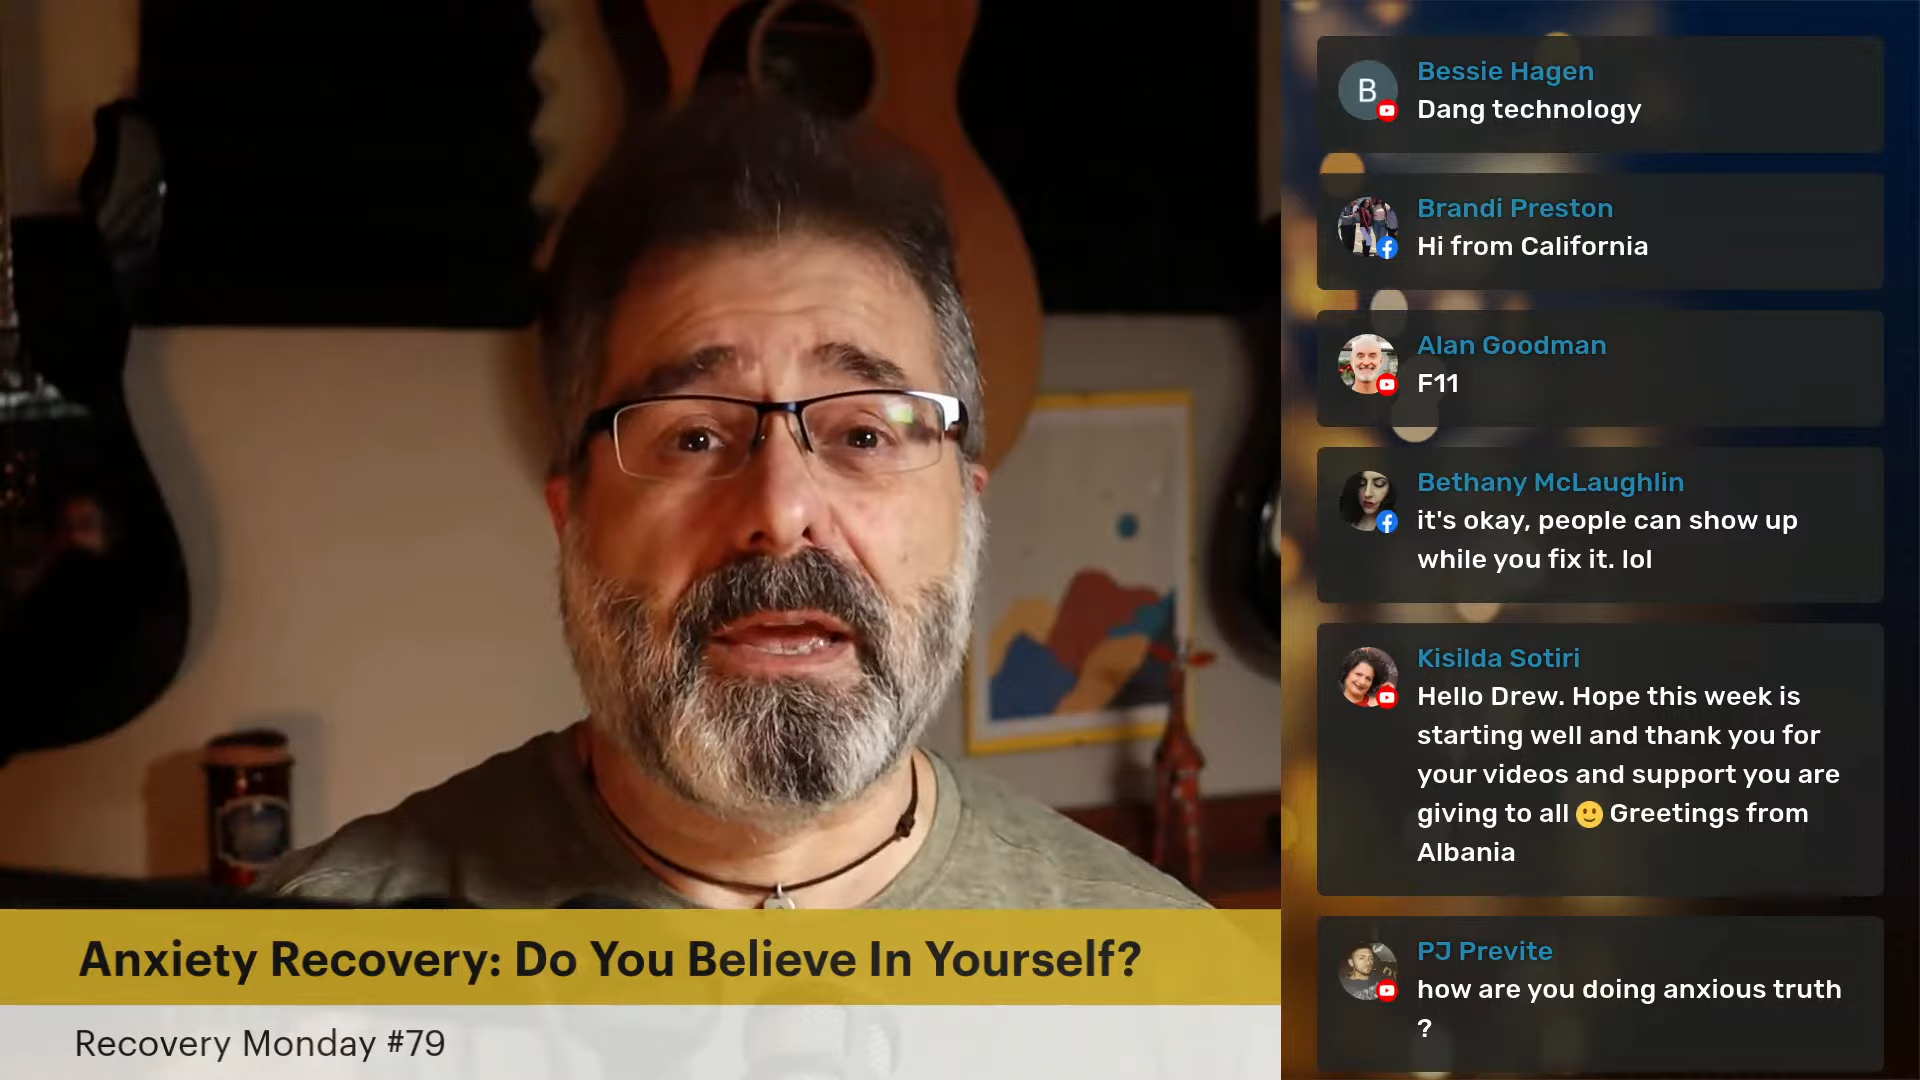 Bessie Hagen
B
Dang technology
Brandi Preston
Hi from California
Alan Goodman
F11
Bethany McLaughlin
it's okay, people can show up
while you fix it. lol
Kisilda Sotiri
Hello Drew. Hope this week is
starting well and thank you for
your videos and support you are
giving to all 🙂 Greetings from
Albania
PJ Previte
how are you doing anxious truth
?
Anxiety Recovery: Do You Believe In Yourself?
Recovery Monday #79